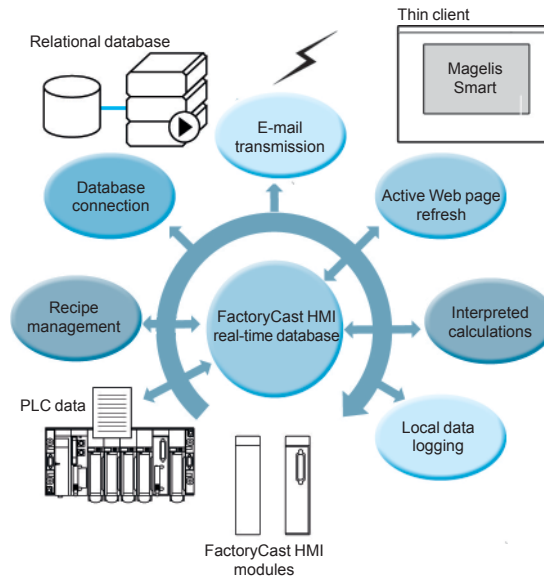 Thin client
Relational database
Magelis
Smart
E-mail
transmission
Database
connection
Active Web page
refresh
Recipe
management
FactoryCast HMI
real-time database
Interpreted
calculations
PLC data
Local data
logging
FactoryCast HMI
modules